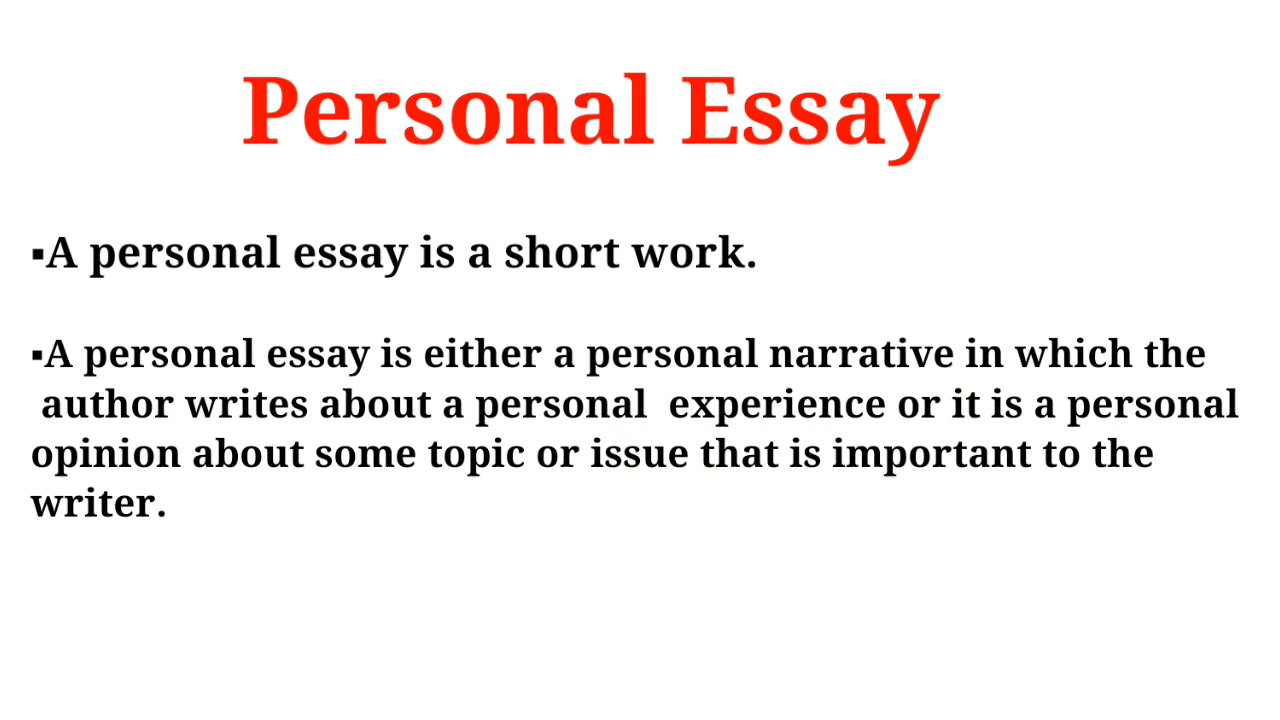 Personal Essay
▪A personal essay is a short work.
▪A personal essay is either a personal narrative in which the
author writes about a personal  experience or it is a personal
opinion about some topic or issue that is important to the
writer.